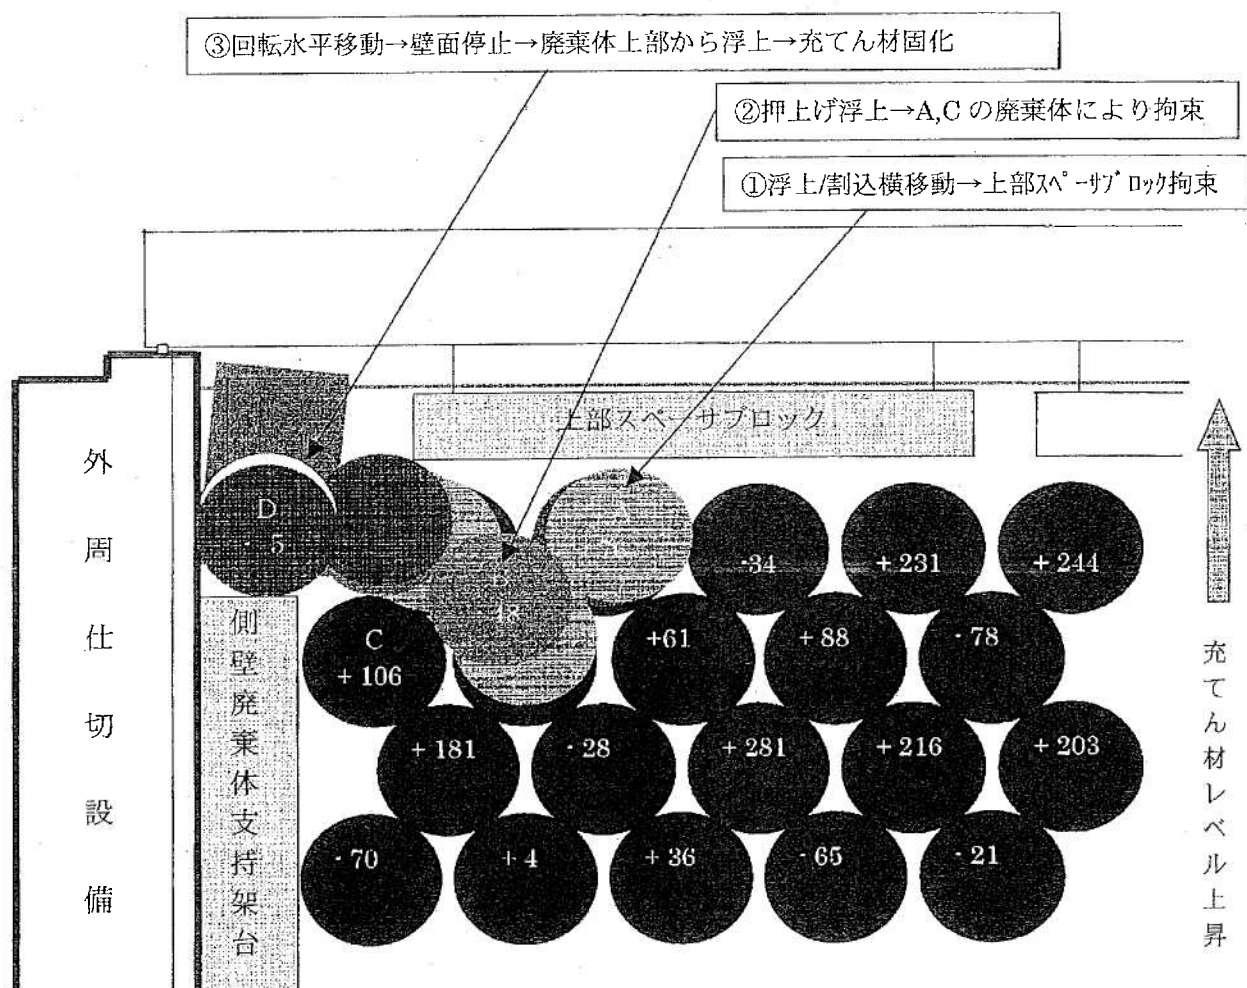 ③回転水平移動→壁面停止→廃棄体上部から浮上→充てん材固化
②押上げ浮上→A,C の廃棄体により拘束
①浮上/割込横移動→上部ｽﾍﾟｰｻﾌﾞﾛｯｸ拘束
上部スペーサブロック
外周仕切設備
側壁廃棄体支持架台
充てん材レベル上昇
D
- 5
A
B
-34
+ 231
+ 244
C
+ 106
+61
+ 88
- 78
+ 181
- 28
+ 281
+ 216
+ 203
- 70
+ 4
+ 36
- 65
- 21